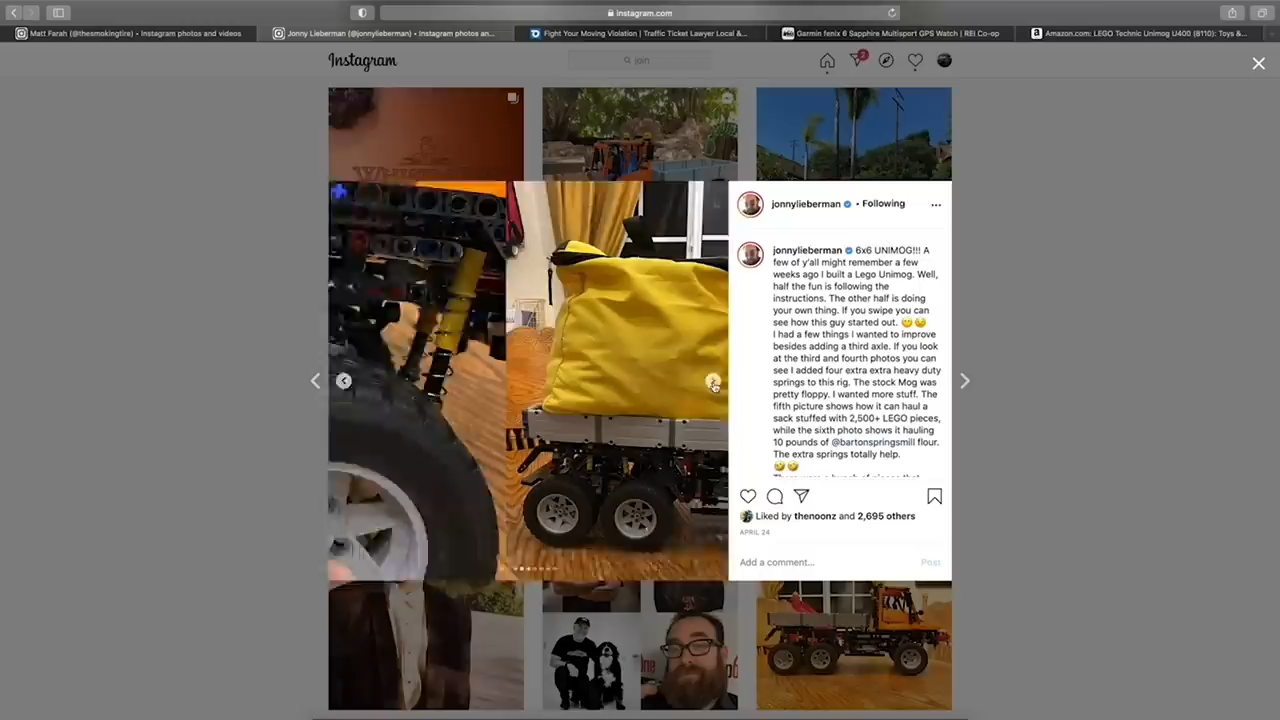 instagram.com
Matt Farah (@thesmokingtire) • Instagram photos and videos
Jonny Lieberman (@jonnylieberman) • Instagram photos an...
Fight Your Moving Violation | Traffic Ticket Lawyer Local &...
Garmin fenix 6 Sapphire Multisport GPS Watch | REI Co-op
Amazon.com: LEGO Technic Unimog U400 (8110): Toys &...
Instagram
join
2
jonnylieberman • Following
jonnylieberman 6x6 UNIMOG!!! A
few of y'all might remember a few
weeks ago I built a Lego Unimog. Well,
half the fun is following the
instructions. The other half is doing
your own thing. If you swipe you can
see how this guy started out.
I had a few things I wanted to improve
besides adding a third axle. If you look
at the third and fourth photos you can
see I added four extra extra heavy duty
springs to this rig. The stock Mog was
pretty floppy. I wanted more stuff. The
fifth picture shows how it can haul a
sack stuffed with 2,500+ LEGO pieces,
while the sixth photo shows it hauling
10 pounds of @bartonspringsmill flour.
The extra springs totally help.
Liked by thenoonz and 2,695 others
APRIL 24
Add a comment...
Post